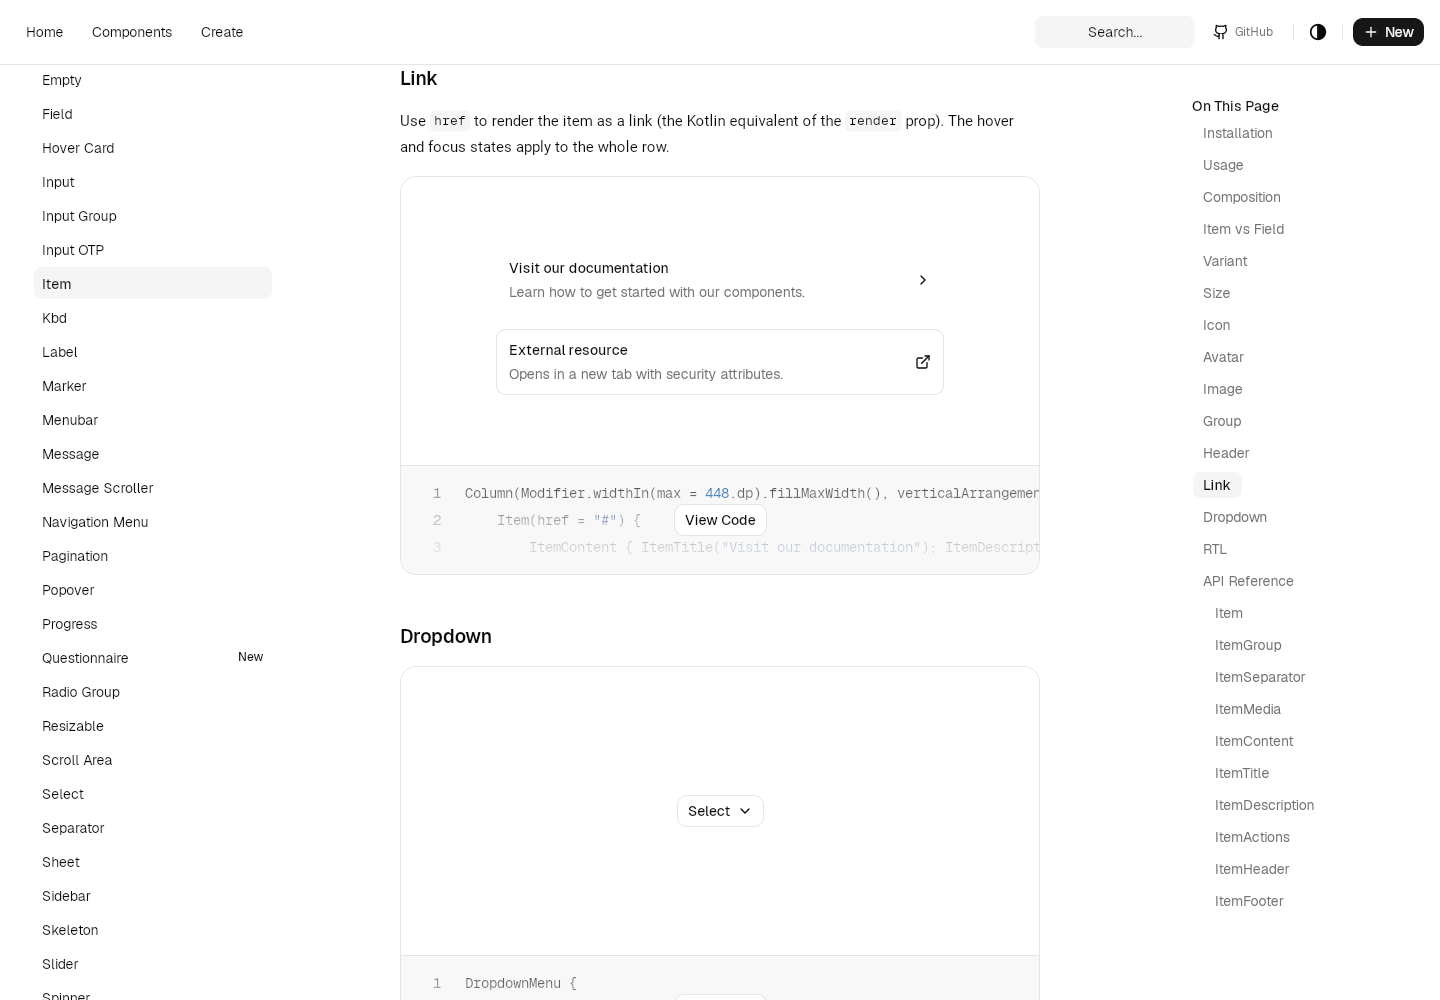 Home
Components
Create
Search...
GitHub
New
Empty
Field
Hover Card
Input
Input Group
Input OTP
Item
Kbd
Label
Marker
Menubar
Message
Message Scroller
Navigation Menu
Pagination
Popover
Progress
Questionnaire New
Radio Group
Resizable
Scroll Area
Select
Separator
Sheet
Sidebar
Skeleton
Slider
Spinner
Link
Use href to render the item as a link (the Kotlin equivalent of the render prop). The hover
and focus states apply to the whole row.
Visit our documentation
Learn how to get started with our components.
External resource
Opens in a new tab with security attributes.
1 Column(Modifier.widthIn(max = 448.dp).fillMaxWidth(), verticalArrangemen
2 Item(href = "#") {
View Code
3 ItemContent { ItemTitle("Visit our documentation"); ItemDescript
Dropdown
Select
1 DropdownMenu {
On This Page
Installation
Usage
Composition
Item vs Field
Variant
Size
Icon
Avatar
Image
Group
Header
Link
Dropdown
RTL
API Reference
Item
ItemGroup
ItemSeparator
ItemMedia
ItemContent
ItemTitle
ItemDescription
ItemActions
ItemHeader
ItemFooter